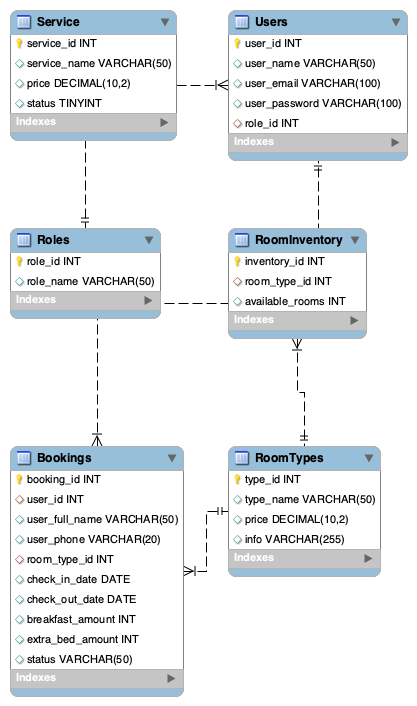 Service
service_id INT
service_name VARCHAR(50)
price DECIMAL(10,2)
status TINYINT
Indexes
Users
user_id INT
user_name VARCHAR(50)
user_email VARCHAR(100)
user_password VARCHAR(100)
role_id INT
Indexes
Roles
role_id INT
role_name VARCHAR(50)
Indexes
RoomInventory
inventory_id INT
room_type_id INT
available_rooms INT
Indexes
Bookings
booking_id INT
user_id INT
user_full_name VARCHAR(50)
user_phone VARCHAR(20)
room_type_id INT
check_in_date DATE
check_out_date DATE
breakfast_amount INT
extra_bed_amount INT
status VARCHAR(50)
Indexes
RoomTypes
type_id INT
type_name VARCHAR(50)
price DECIMAL(10,2)
info VARCHAR(255)
Indexes